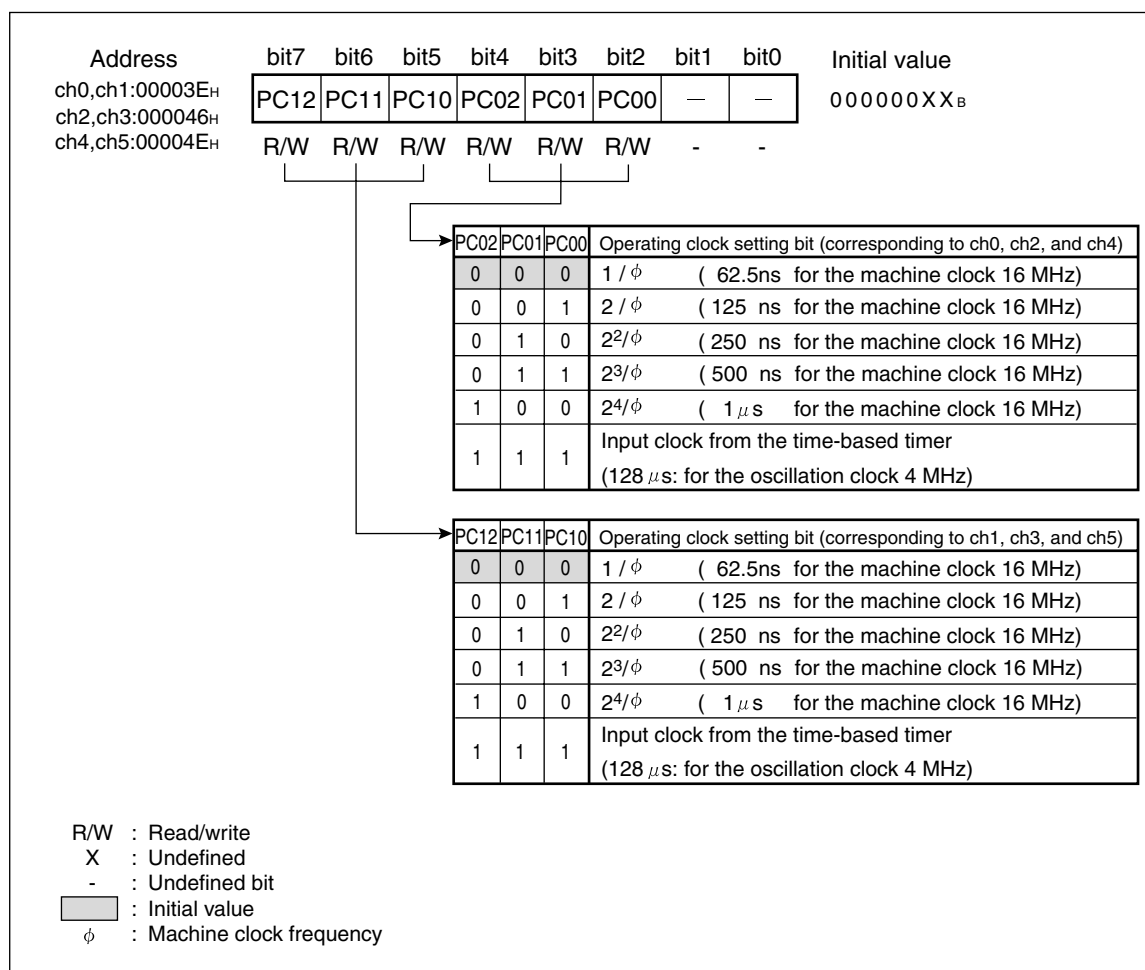 Address bit7 bit6 bit5 bit4 bit3 bit2 bit1 bit0 Initial value
ch0,ch1:00003EH
ch2,ch3:000046H
ch4,ch5:00004EH
PC12 PC11 PC10 PC02 PC01 PC00 — — 000000XXB
R/W R/W R/W R/W R/W R/W - -
PC02 PC01 PC00 Operating clock setting bit (corresponding to ch0, ch2, and ch4)
0 0 0 1 / ϕ ( 62.5ns for the machine clock 16 MHz)
0 0 1 2 / ϕ ( 125 ns for the machine clock 16 MHz)
0 1 0 2²/ϕ ( 250 ns for the machine clock 16 MHz)
0 1 1 2³/ϕ ( 500 ns for the machine clock 16 MHz)
1 0 0 2⁴/ϕ ( 1 μs for the machine clock 16 MHz)
1 1 1 Input clock from the time-based timer
(128 μs: for the oscillation clock 4 MHz)
PC12 PC11 PC10 Operating clock setting bit (corresponding to ch1, ch3, and ch5)
0 0 0 1 / ϕ ( 62.5ns for the machine clock 16 MHz)
0 0 1 2 / ϕ ( 125 ns for the machine clock 16 MHz)
0 1 0 2²/ϕ ( 250 ns for the machine clock 16 MHz)
0 1 1 2³/ϕ ( 500 ns for the machine clock 16 MHz)
1 0 0 2⁴/ϕ ( 1 μs for the machine clock 16 MHz)
1 1 1 Input clock from the time-based timer
(128 μs: for the oscillation clock 4 MHz)
R/W : Read/write
X : Undefined
- : Undefined bit
: Initial value
ϕ : Machine clock frequency